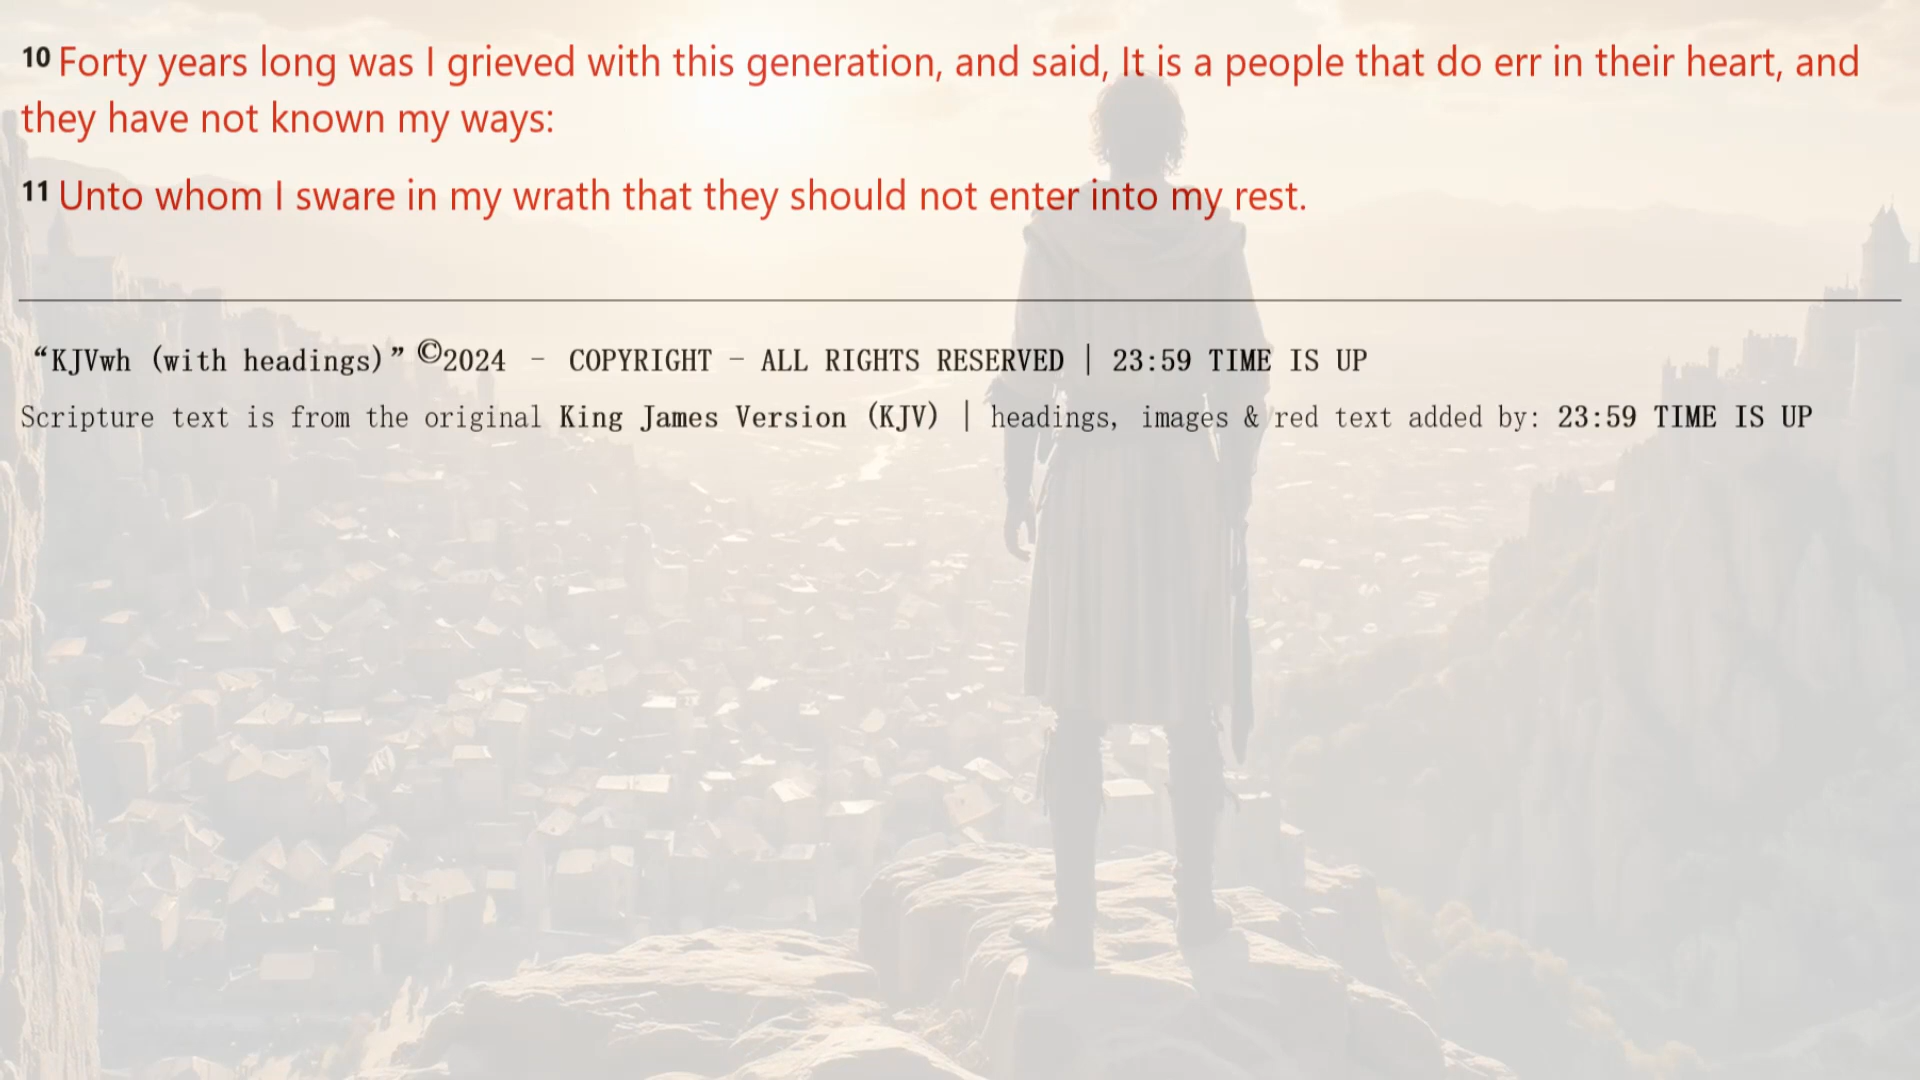 10 Forty years long was I grieved with this generation, and said, It is a people that do err in their heart, and
they have not known my ways:
11 Unto whom I sware in my wrath that they should not enter into my rest.
“KJVwh (with headings)” ©2024 – COPYRIGHT – ALL RIGHTS RESERVED | 23:59 TIME IS UP
Scripture text is from the original King James Version (KJV) | headings, images & red text added by: 23:59 TIME IS UP